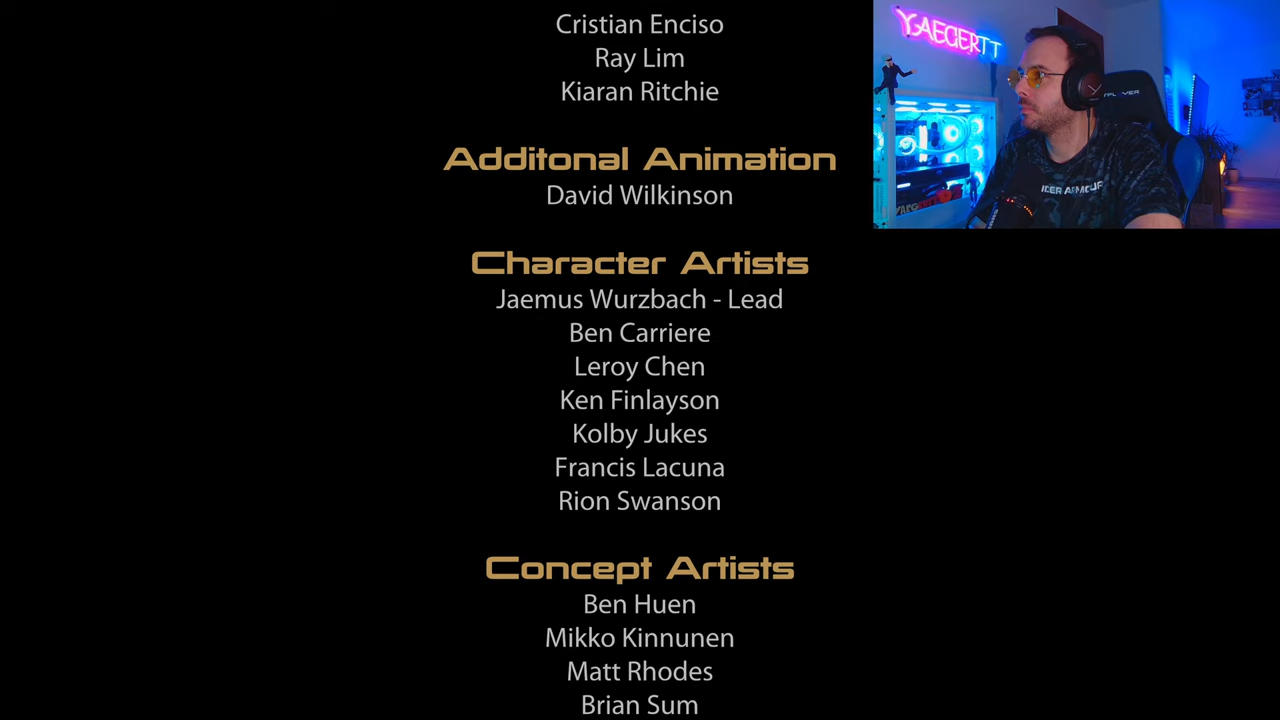 Cristian Enciso
Ray Lim
Kiaran Ritchie
Additonal Animation
David Wilkinson
Character Artists
Jaemus Wurzbach - Lead
Ben Carriere
Leroy Chen
Ken Finlayson
Kolby Jukes
Francis Lacuna
Rion Swanson
Concept Artists
Ben Huen
Mikko Kinnunen
Matt Rhodes
Brian Sum
YAEGERTT